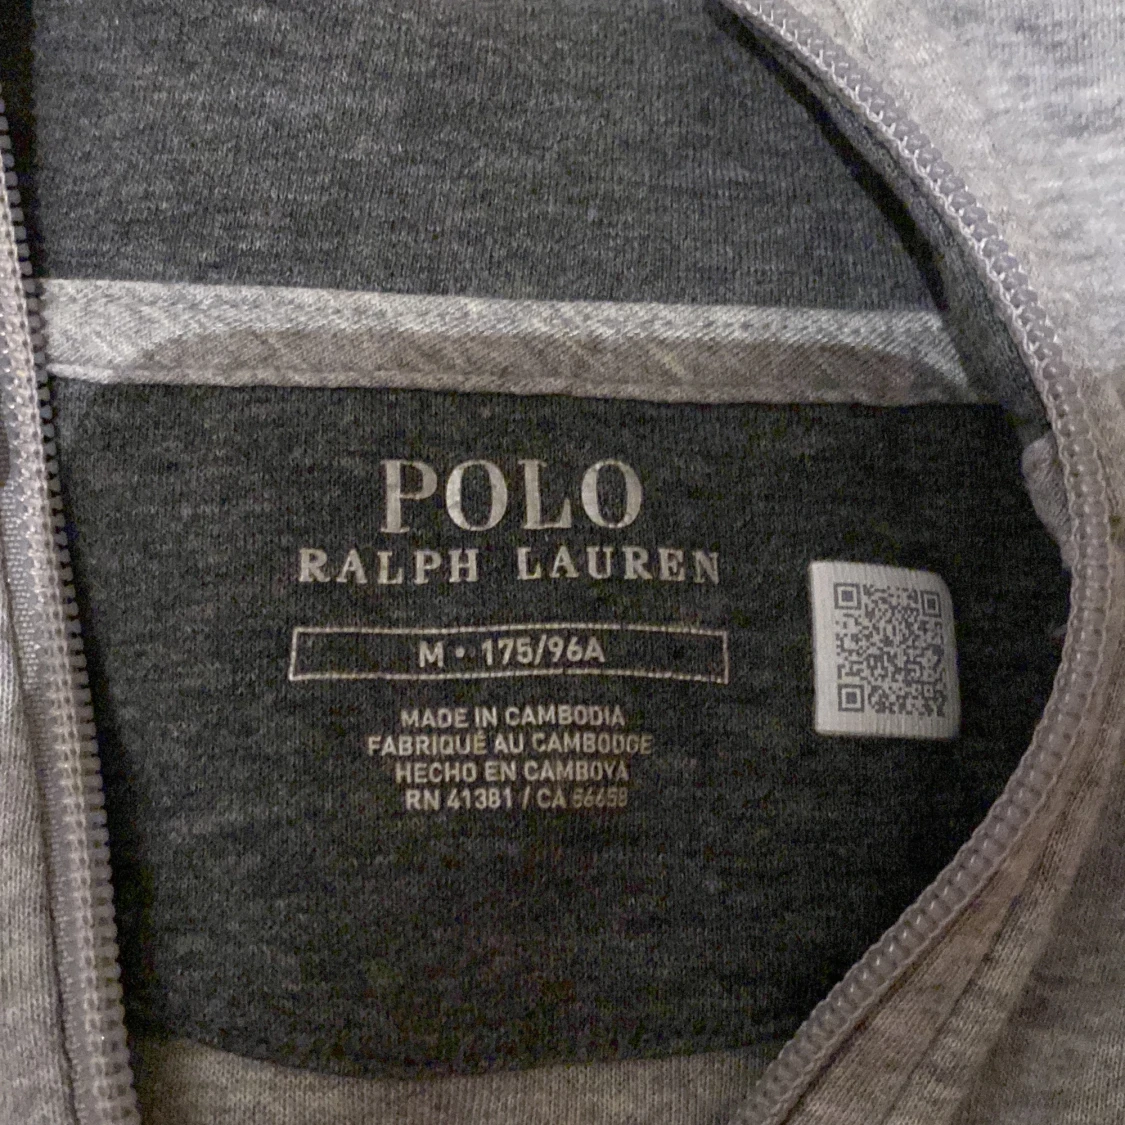 POLO
RALPH LAUREN
M • 175/96A
MADE IN CAMBODIA
FABRIQUÉ AU CAMBODGE
HECHO EN CAMBOYA
RN 41381 / CA 56658